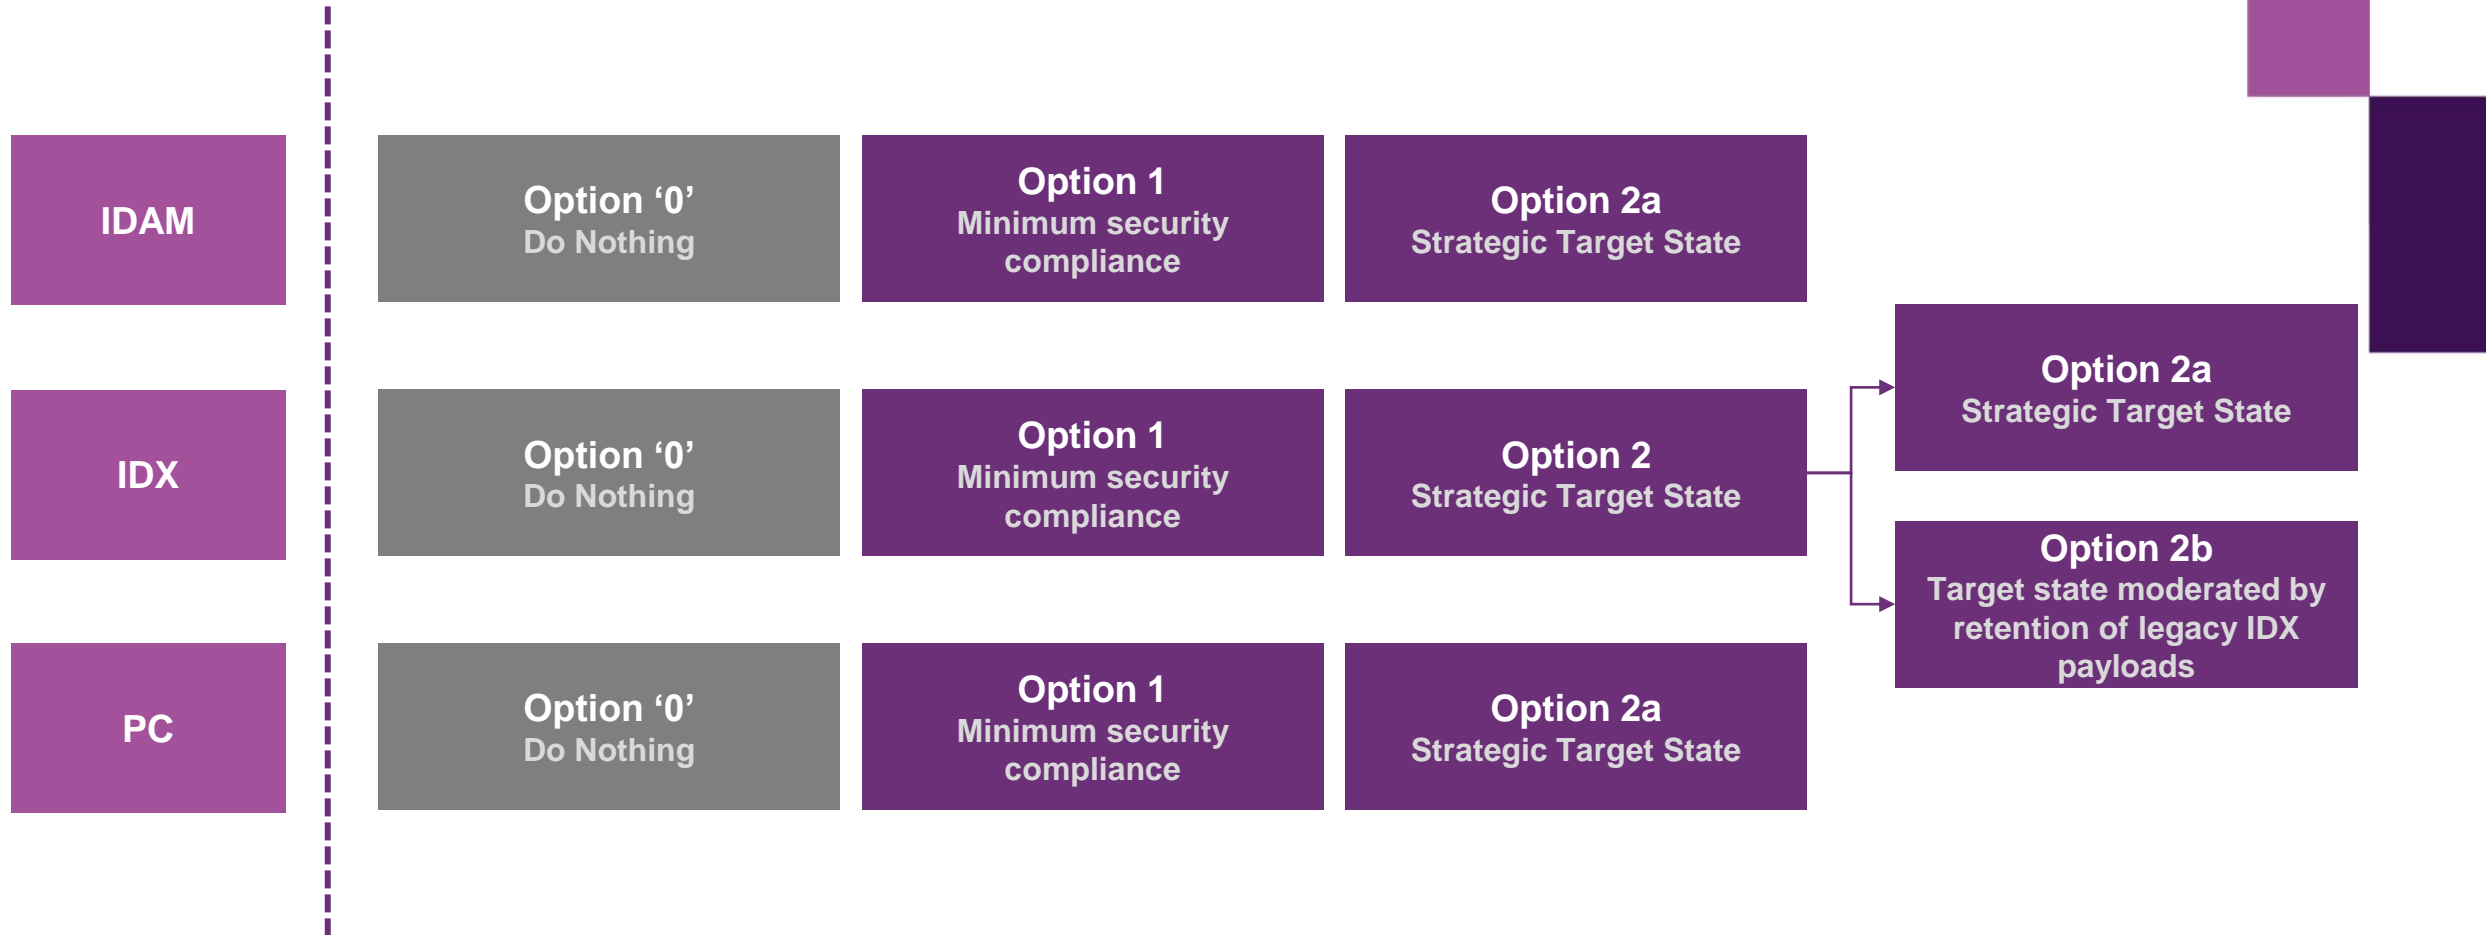 IDAM
Option ‘0’
Do Nothing
Option 1
Minimum security
compliance
Option 2a
Strategic Target State
IDX
Option ‘0’
Do Nothing
Option 1
Minimum security
compliance
Option 2
Strategic Target State
Option 2a
Strategic Target State
Option 2b
Target state moderated by
retention of legacy IDX
payloads
PC
Option ‘0’
Do Nothing
Option 1
Minimum security
compliance
Option 2a
Strategic Target State